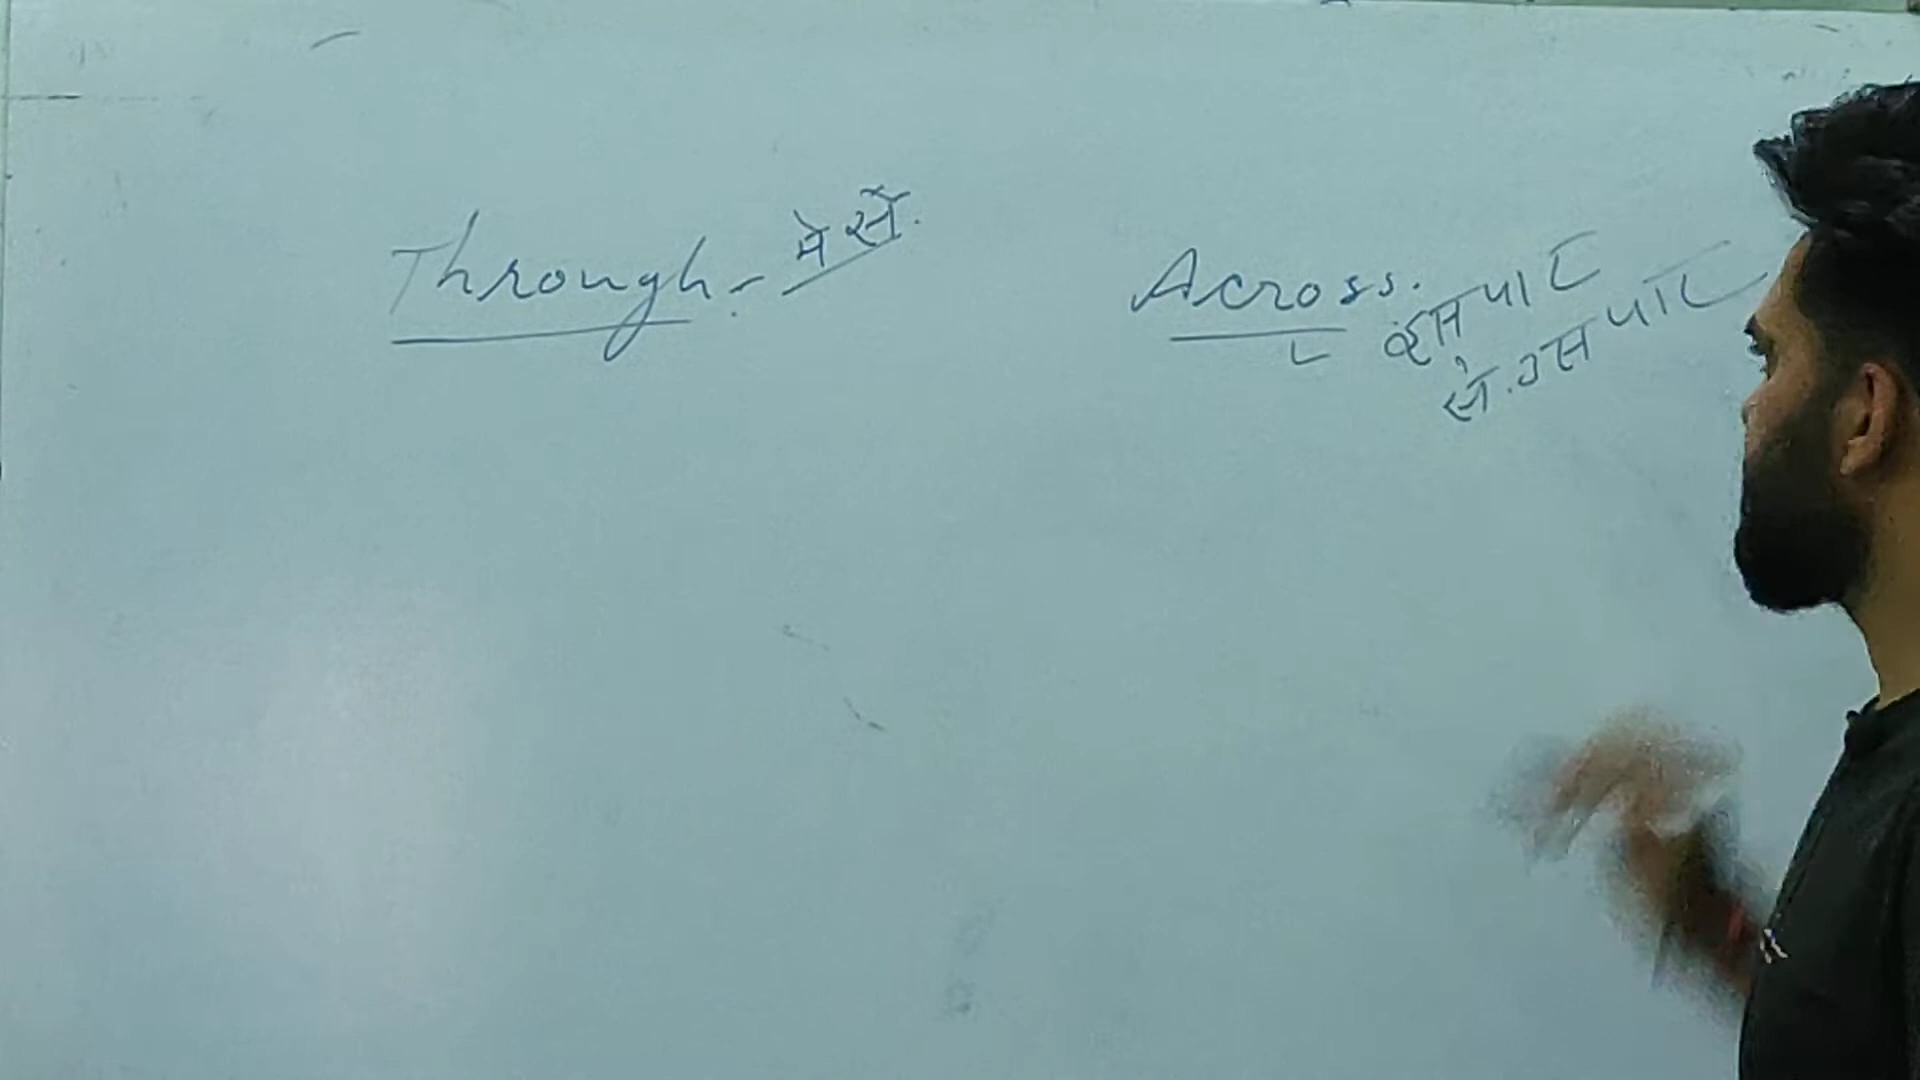 Through - में से.
Across. इस पार
से. उस पार